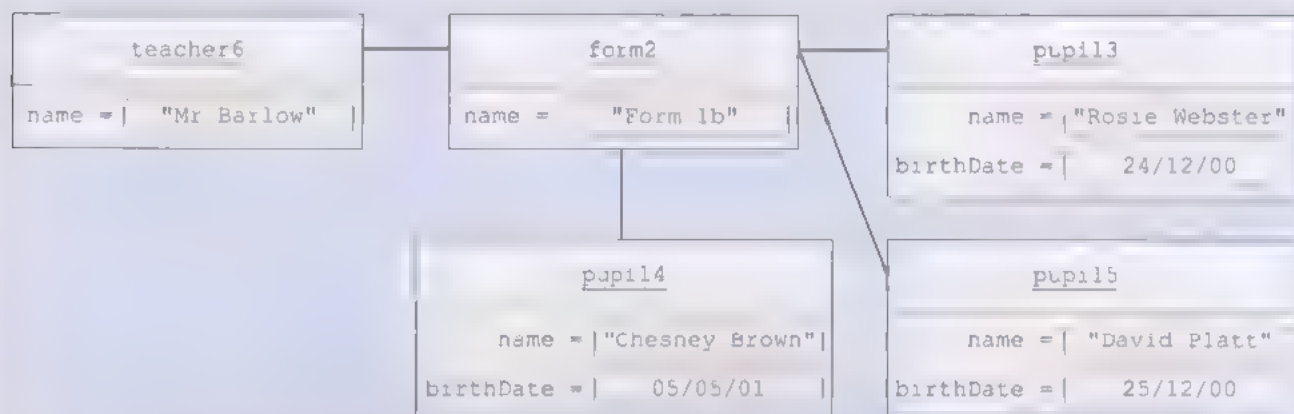 teacher6
name = "Mr Barlow"
form2
name = "Form 1b"
pupil3
name = "Rosie Webster"
birthDate = 24/12/00
pupil4
name = "Chesney Brown"
birthDate = 05/05/01
pupil5
name = "David Platt"
birthDate = 25/12/00